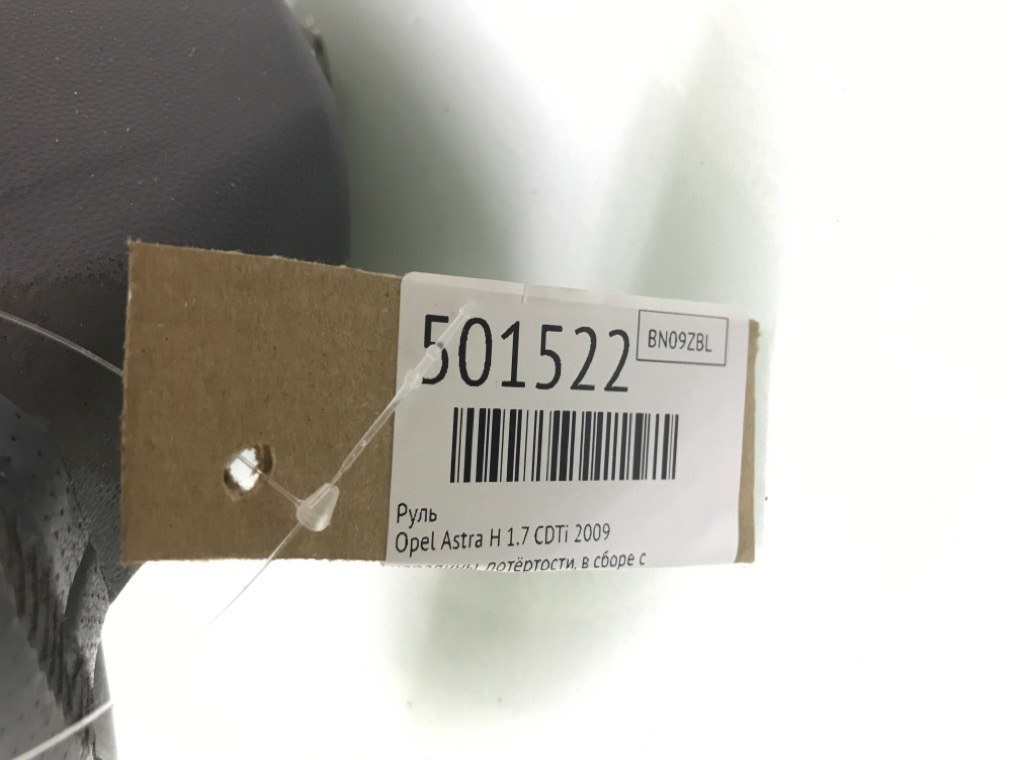 501522
BN09ZBL
Руль
Opel Astra H 1.7 CDTi 2009
потёртости, в сборе с